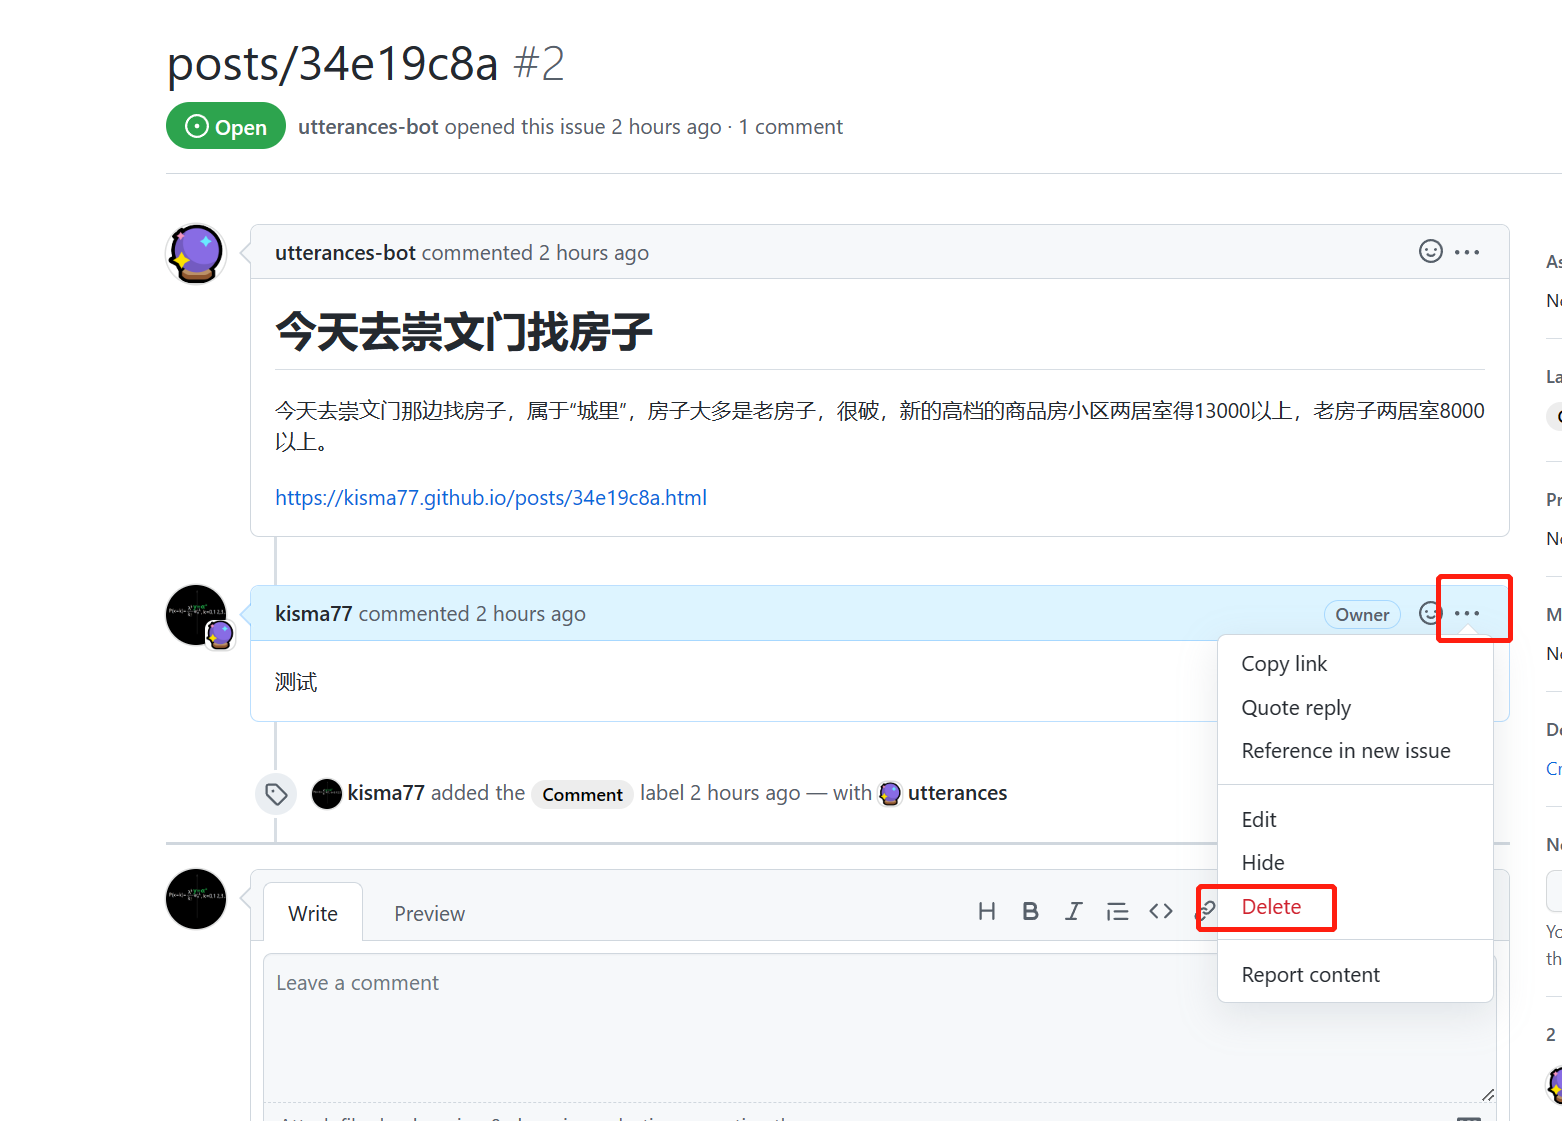 posts/34e19c8a #2
Open utterances-bot opened this issue 2 hours ago · 1 comment
utterances-bot commented 2 hours ago
今天去崇文门找房子
今天去崇文门那边找房子，属于“城里”，房子大多是老房子，很破，新的高档的商品房小区两居室得13000以上，老房子两居室8000
以上。
https://kisma77.github.io/posts/34e19c8a.html
kisma77 commented 2 hours ago Owner
测试
Copy link
Quote reply
Reference in new issue
kisma77 added the Comment label 2 hours ago — with utterances
Edit
Hide
Delete
Report content
Write Preview
Leave a comment
2